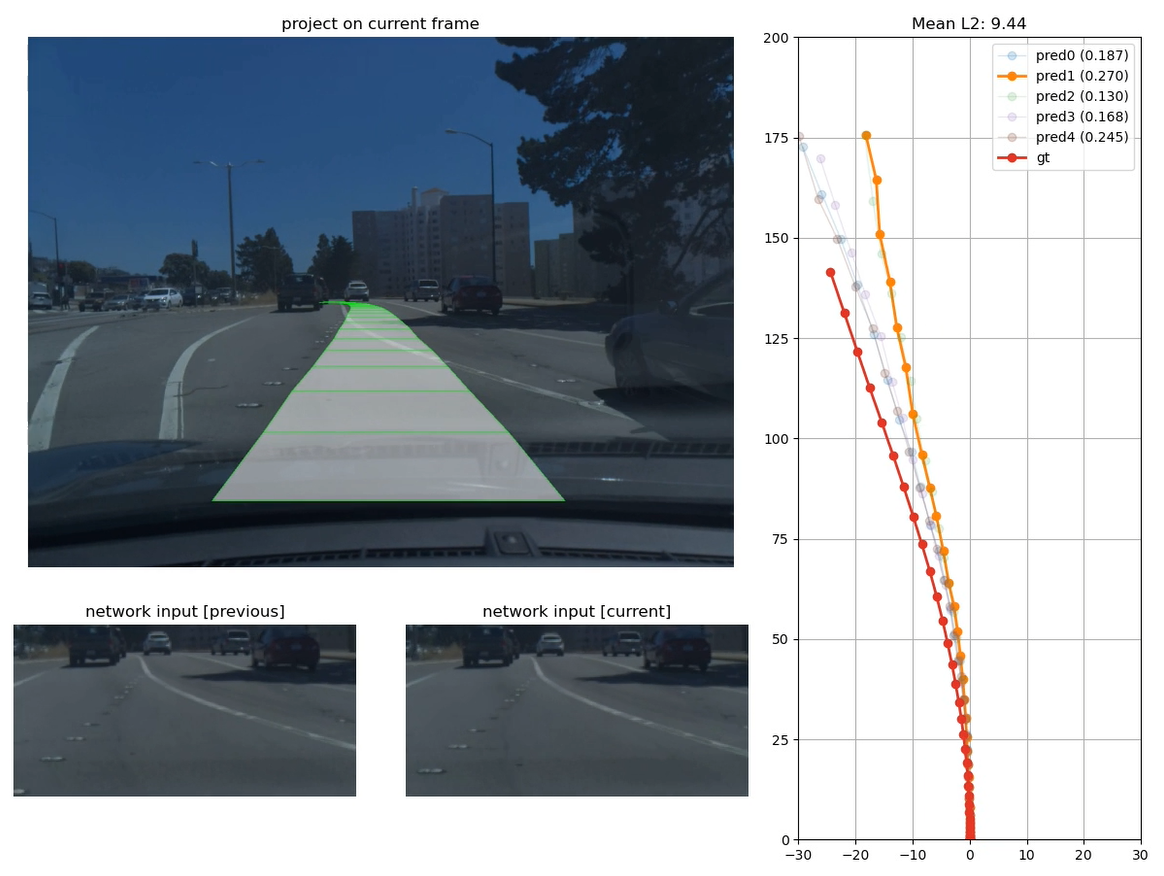 project on current frame
Mean L2: 9.44
200
175
150
125
100
75
50
25
0
−30
−20
−10
0
10
20
30
pred0 (0.187)
pred1 (0.270)
pred2 (0.130)
pred3 (0.168)
pred4 (0.245)
gt
network input [previous]
network input [current]